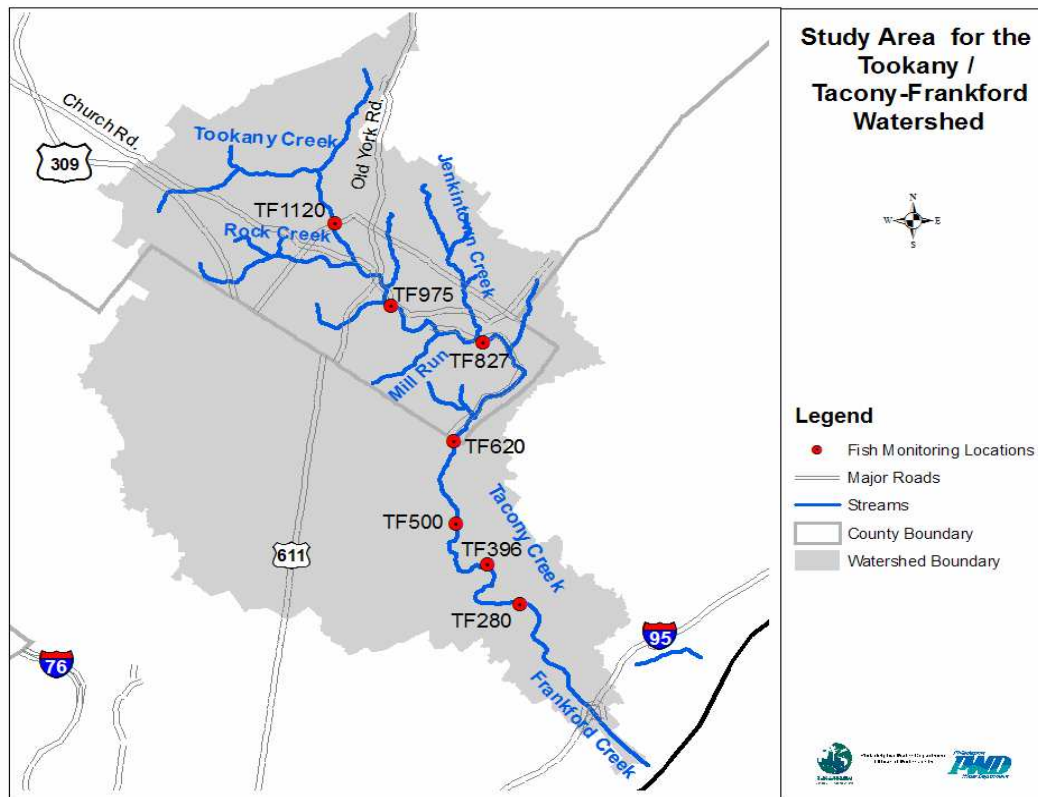 Study Area for the
Tookany /
Tacony-Frankford
Watershed
N
W
E
S
Church Rd.
309
Tookany Creek
Old York Rd.
Jenkintown Creek
TF1120
Rock Creek
TF975
TF827
Mill Run
TF620
TF500
Tacony Creek
TF396
611
TF280
95
76
Frankford Creek
Legend
Fish Monitoring Locations
Major Roads
Streams
County Boundary
Watershed Boundary
PWD